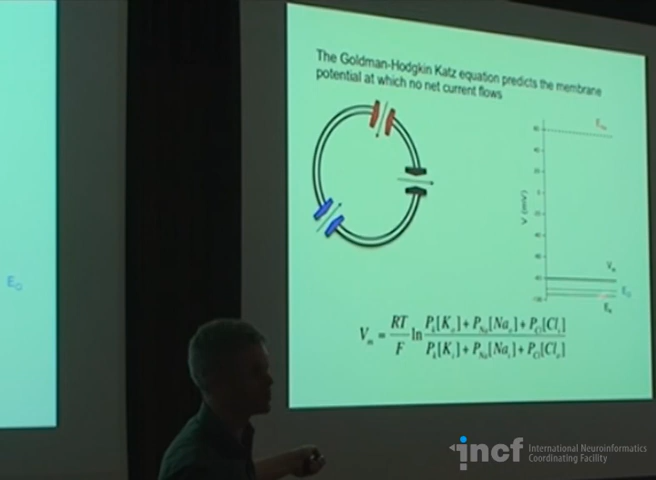 The Goldman-Hodgkin Katz equation predicts the membrane
potential at which no net current flows
V (mV)
E_Na
V_m
E_Cl
E_K
V_m = RT/F ln P_k[K_o] + P_Na[Na_o] + P_Cl[Cl_i] / P_k[K_i] + P_Na[Na_i] + P_Cl[Cl_o]
incf International Neuroinformatics
Coordinating Facility